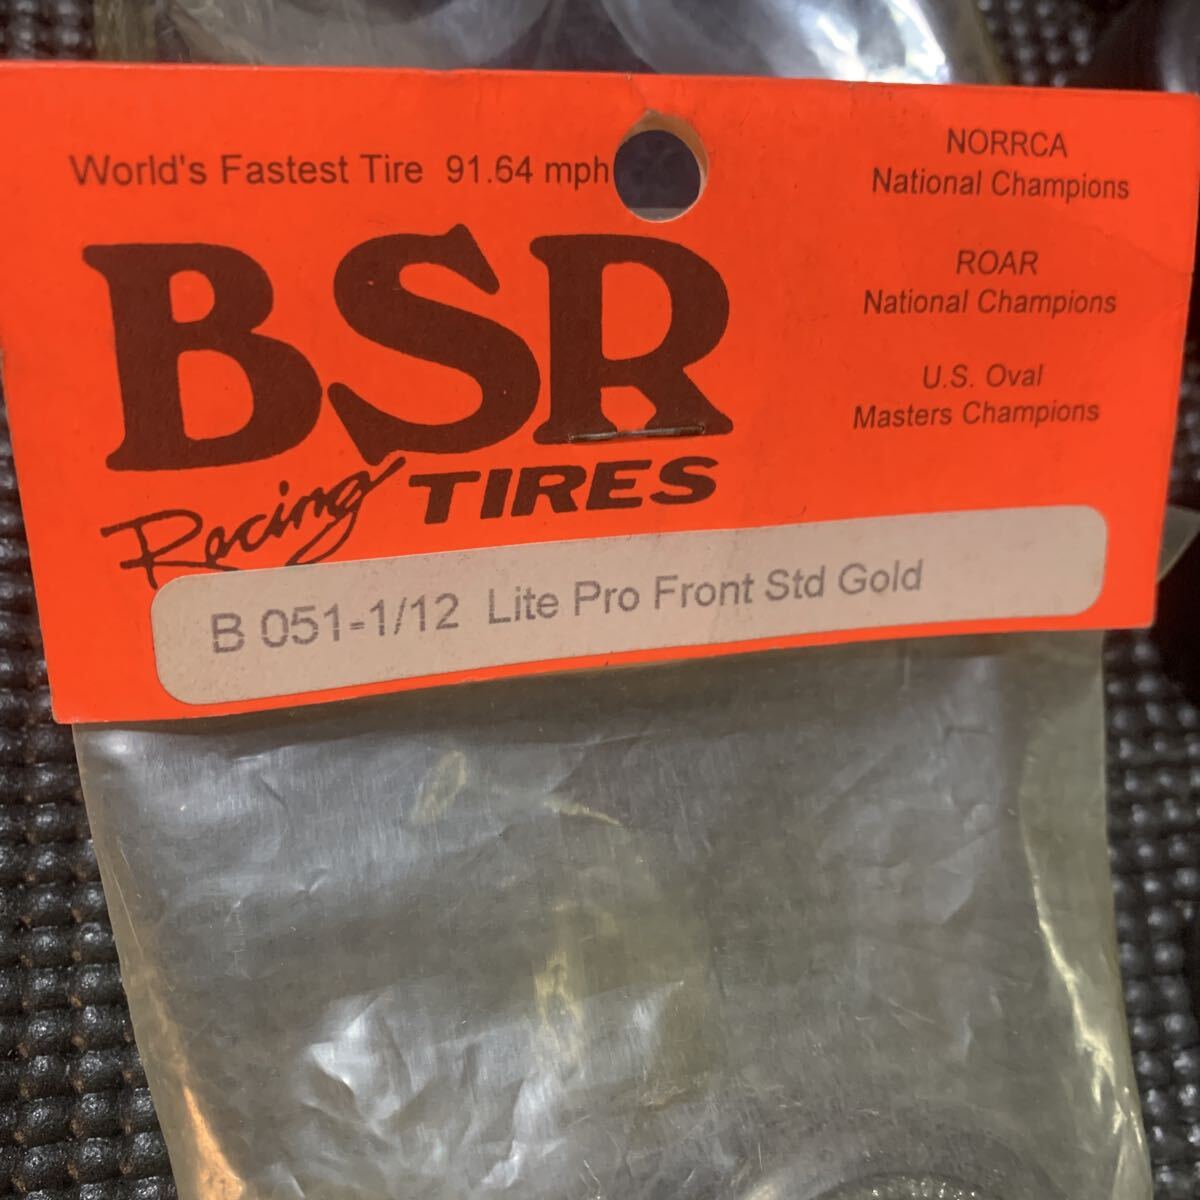 World's Fastest Tire 91.64 mph
BSR
Racing TIRES
NORRCA
National Champions
ROAR
National Champions
U.S. Oval
Masters Champions
B 051-1/12 Lite Pro Front Std Gold